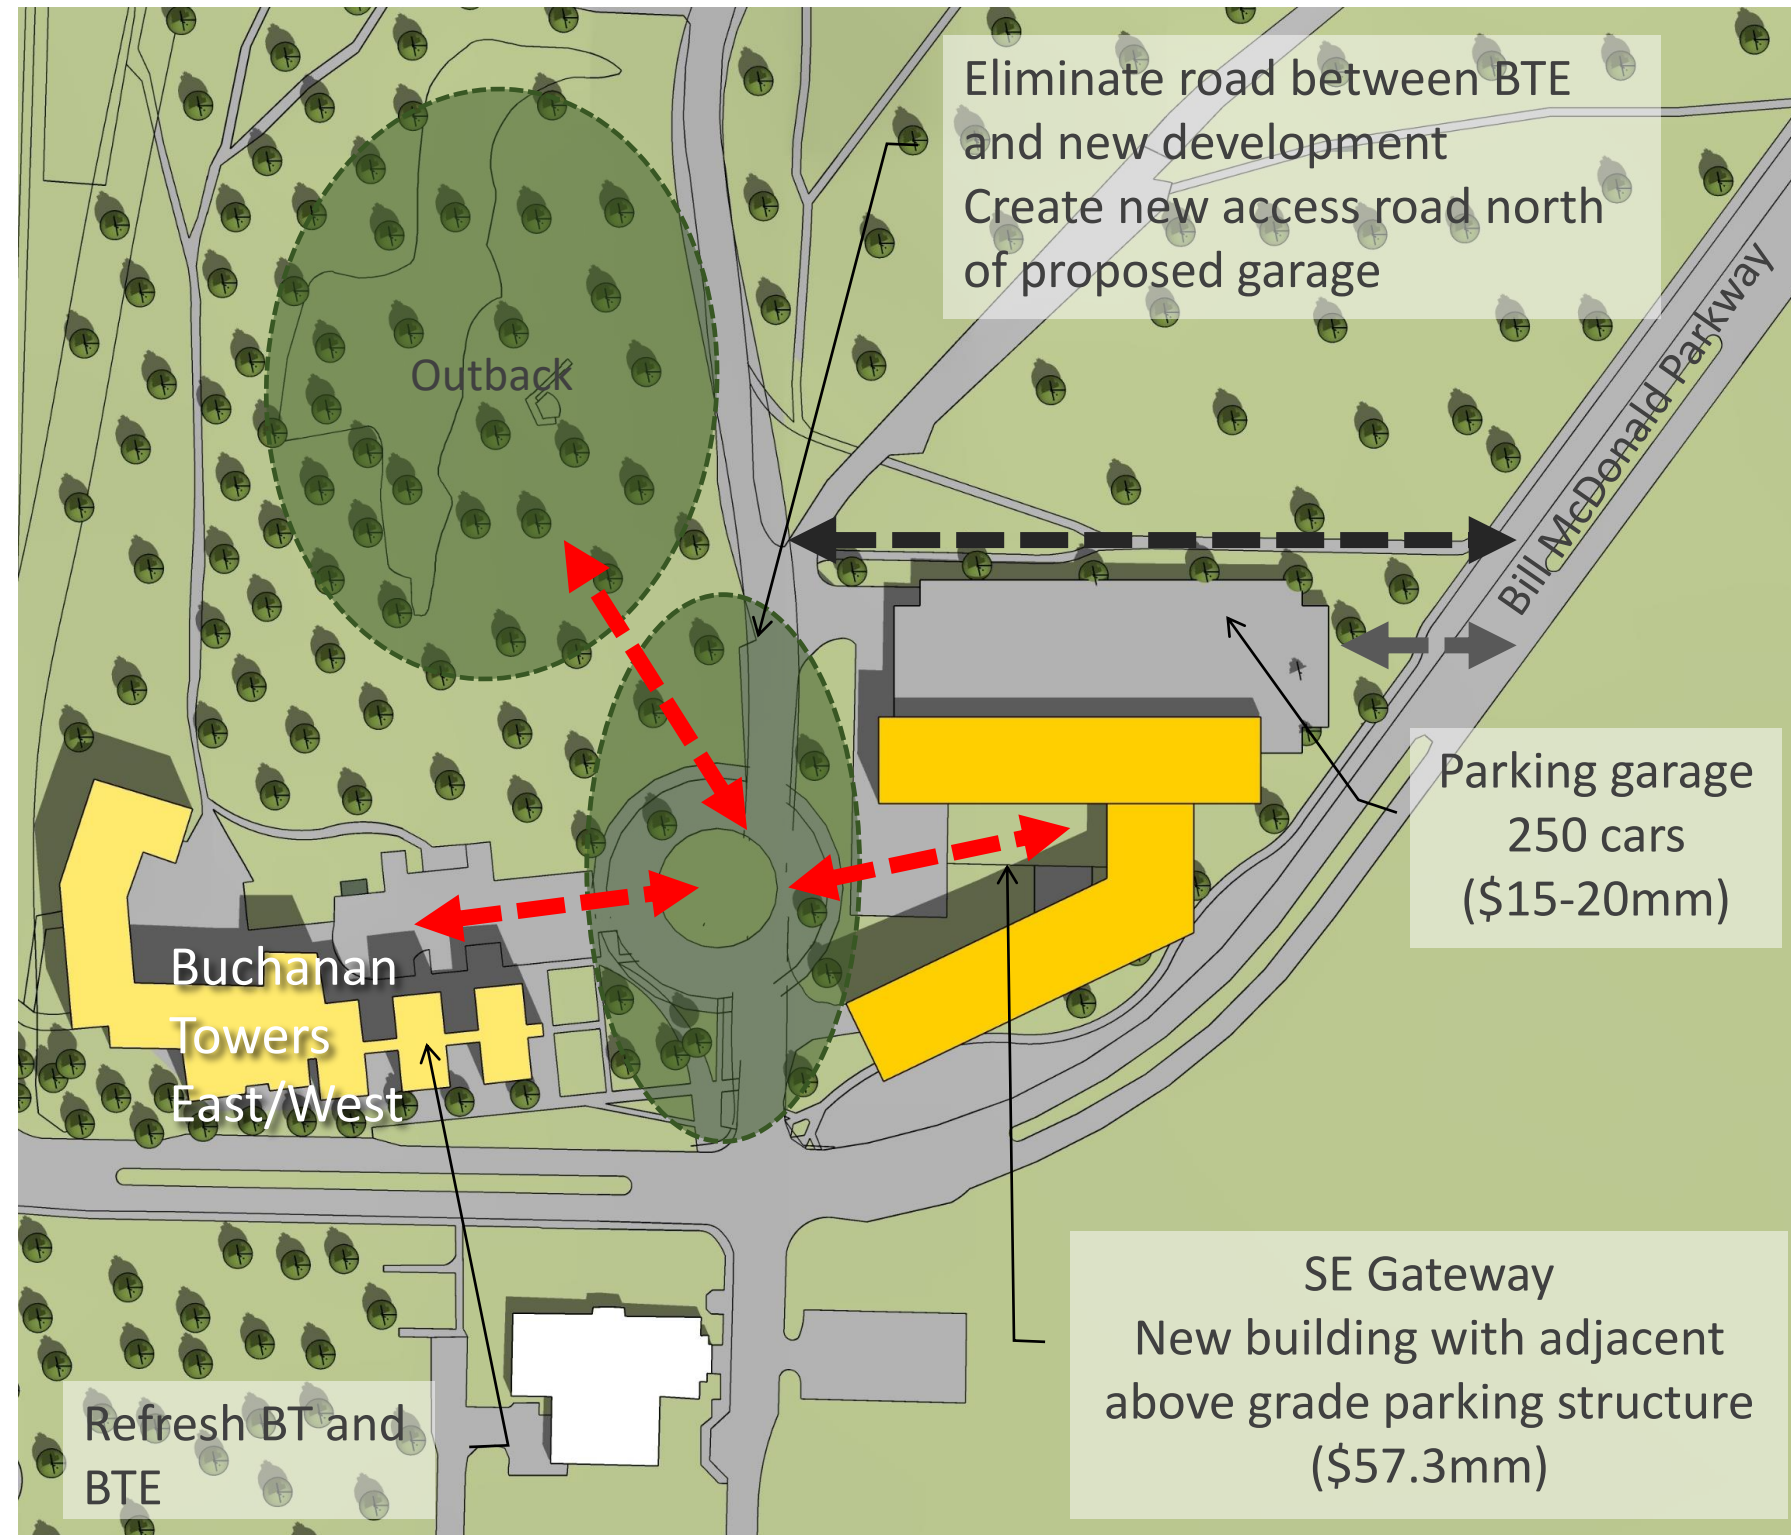 Eliminate road between BTE
and new development
Create new access road north
of proposed garage
Outback
Bill McDonald Parkway
Parking garage
250 cars
($15-20mm)
Buchanan
Towers
East/West
SE Gateway
New building with adjacent
above grade parking structure
($57.3mm)
Refresh BT and
BTE